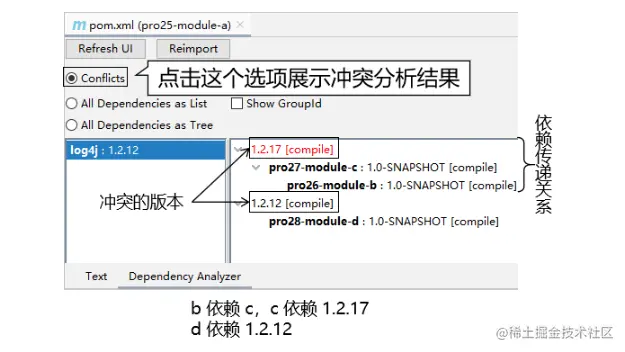 pom.xml (pro25-module-a) ×
Refresh UI Reimport
Conflicts 点击这个选项展示冲突分析结果
All Dependencies as List Show GroupId
All Dependencies as Tree
log4j : 1.2.12
1.2.17 [compile]
pro27-module-c : 1.0-SNAPSHOT [compile]
pro26-module-b : 1.0-SNAPSHOT [compile]
1.2.12 [compile]
pro28-module-d : 1.0-SNAPSHOT [compile]
冲突的版本
依赖传递关系
Text Dependency Analyzer
b 依赖 c，c 依赖 1.2.17
d 依赖 1.2.12
@稀土掘金技术社区